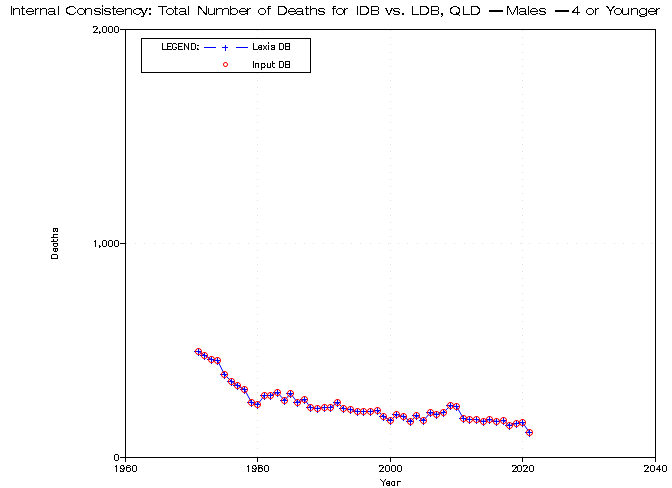 Internal Consistency: Total Number of Deaths for IDB vs. LDB, QLD — Males — 4 or Younger
2,000
LEGEND: Lexis DB
Input DB
Deaths
1,000
0
1960 1980 2000 2020 2040
Year